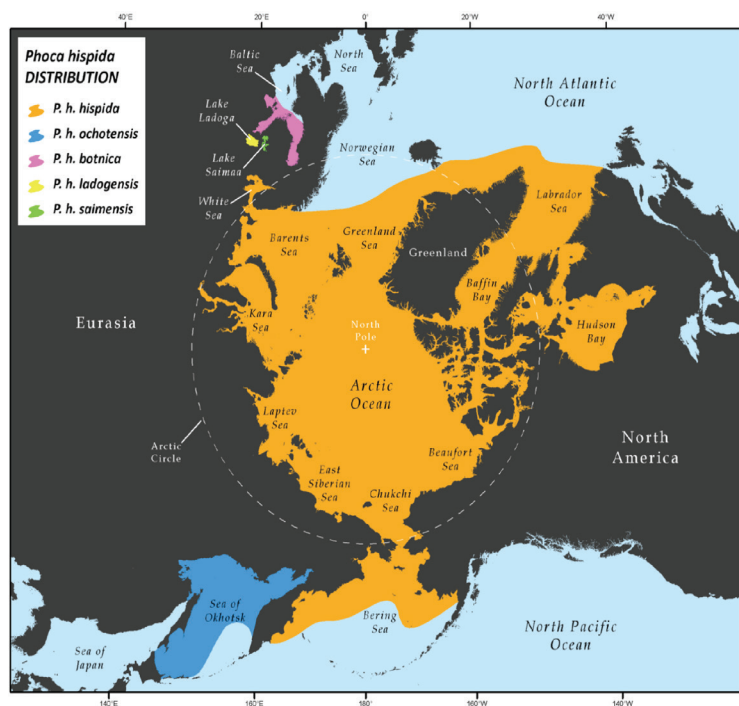 20°E
0°
20°W
40°W
Phoca hispida
DISTRIBUTION
P. h. hispida
P. h. ochotensis
P. h. botnica
P. h. ladogensis
P. h. saimensis
Baltic
Sea
North
Sea
North Atlantic
Ocean
Lake
Ladoga
Lake
Saimaa
Norwegian
Sea
White
Sea
Labrador
Sea
Barents
Sea
Greenland
Sea
Greenland
Baffin
Bay
Kara
Sea
Eurasia
North
Pole
Hudson
Bay
Arctic
Ocean
Laptev
Sea
Arctic
Circle
North
America
Beaufort
Sea
East
Siberian
Sea
Chukchi
Sea
Sea of
Okhotsk
Bering
Sea
North Pacific
Ocean
Sea of
Japan
140°E
160°E
180°
160°W
140°W